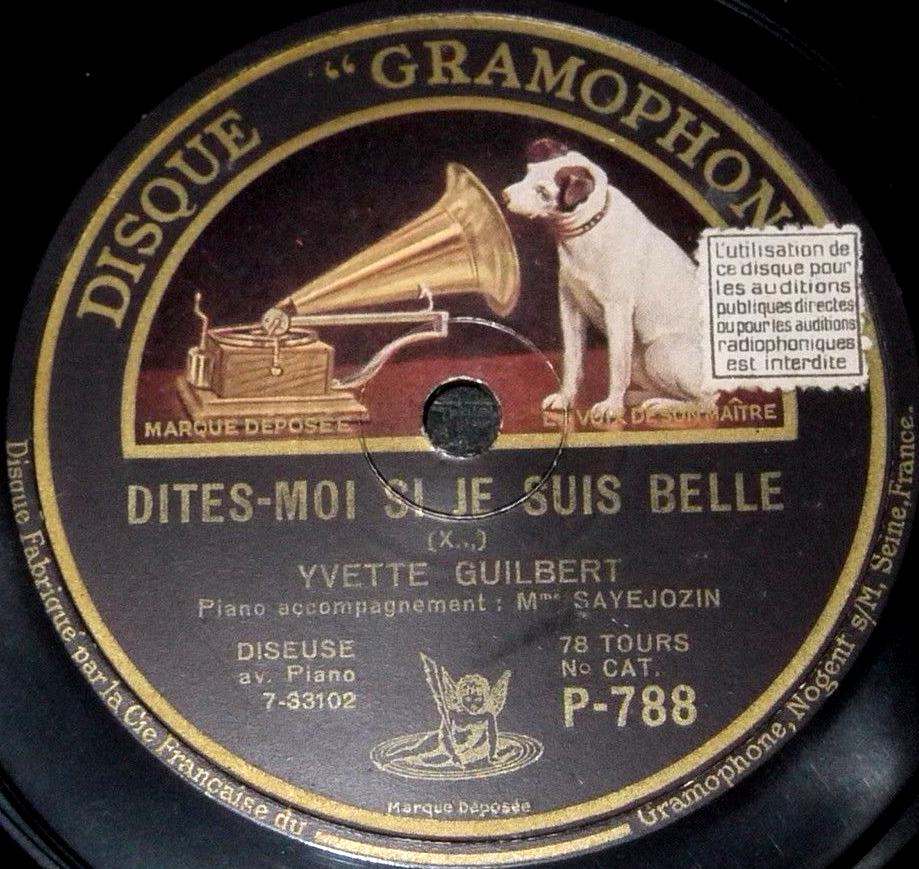 DISQUE “GRAMOPHON
L'utilisation de
ce disque pour
les auditions
publiques directes
ou pour les auditions
radiophoniques
est interdite
MARQUE DÉPOSÉE
LA VOIX DE SON MAÎTRE
DITES-MOI SI JE SUIS BELLE
(X...)
YVETTE GUILBERT
Piano accompagnement : Mme SAYEJOZIN
DISEUSE
av. Piano
7-33102
78 TOURS
No CAT.
P-788
Marque Déposée
Disque Fabriqué par la Cie Française du Gramophone, Nogent s/M. Seine, France.